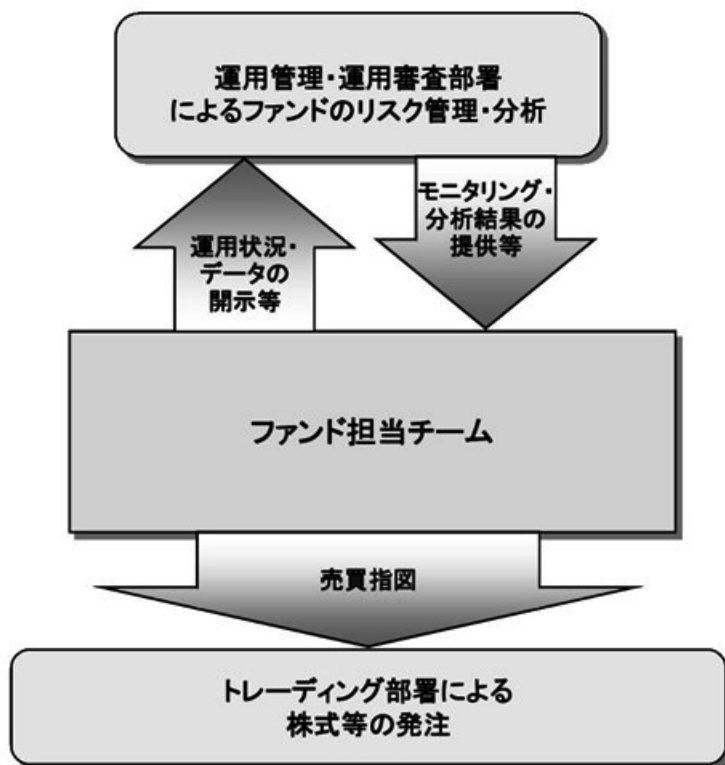 運用管理・運用審査部署
によるファンドのリスク管理・分析
運用状況・
データの
開示等
モニタリング・
分析結果の
提供等
ファンド担当チーム
売買指図
トレーディング部署による
株式等の発注